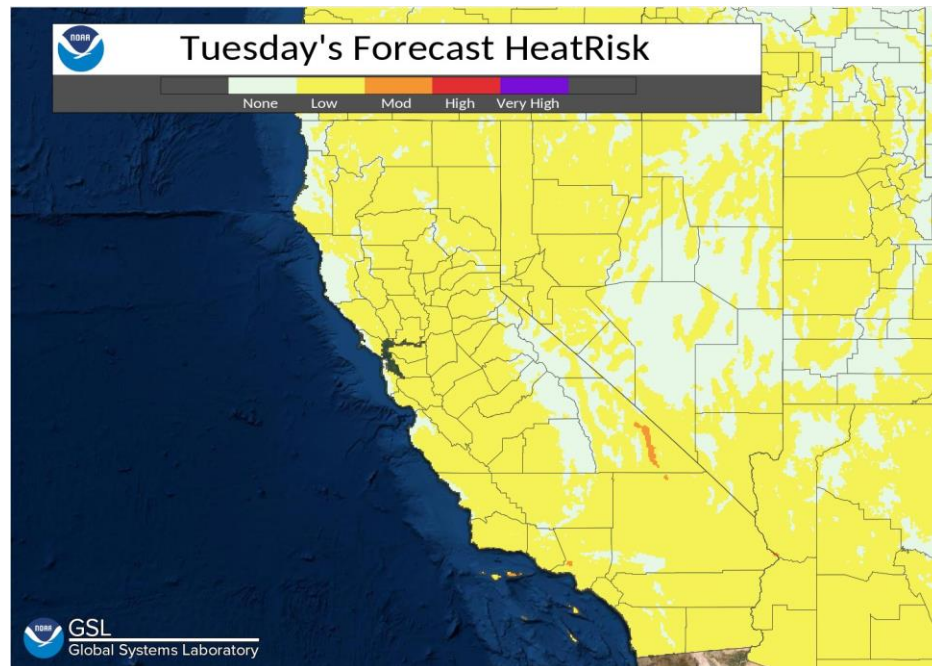 NOAA
Tuesday's Forecast HeatRisk
None Low Mod High Very High
NOAA
GSL
Global Systems Laboratory